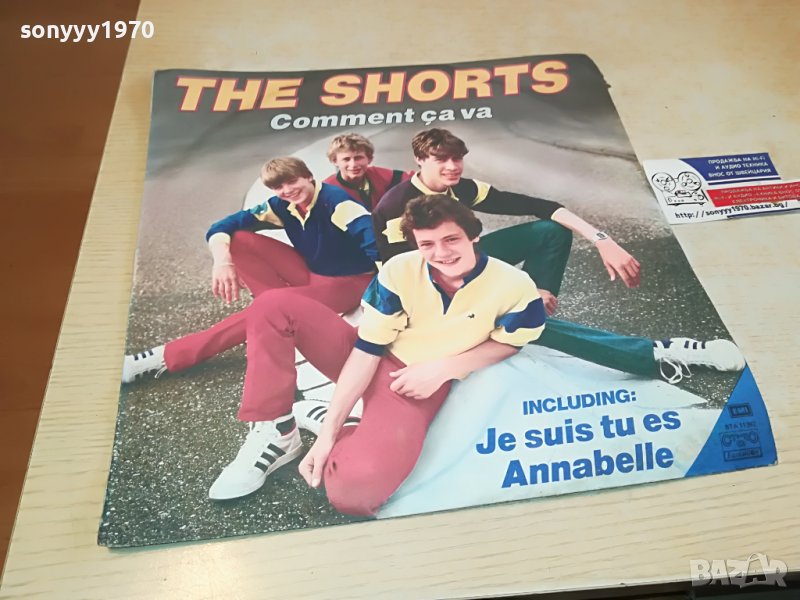 sonyyy1970
THE SHORTS
Comment ça va
ПРОДАЖБА НА Hi-Fi
И АУДИО ТЕХНИКА
ВНОС ОТ ШВЕЙЦАРИЯ
http://sonyyy1970.bazar.bg/
INCLUDING:
Je suis tu es
Annabelle
EMI
BAZAR